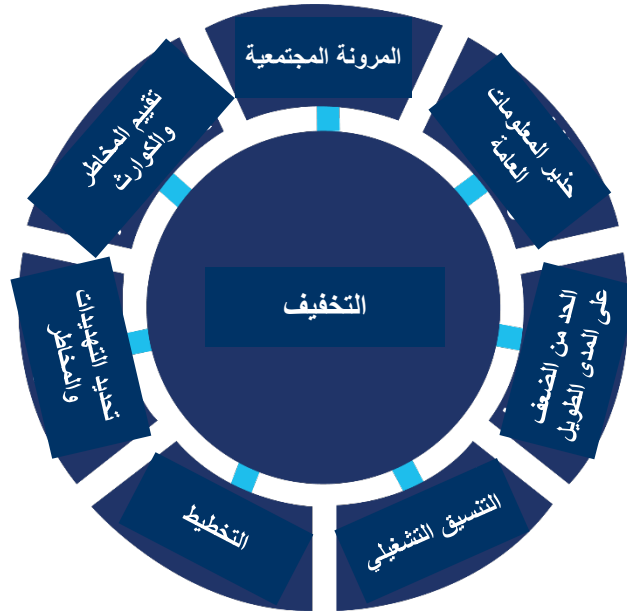 المرونة المجتمعية
حذير المعلومات
العامة
الحد من الضعف
على المدى الطويل
التنسيق التشغيلي
التخطيط
تحديد التهديدات
والمخاطر
تقييم المخاطر
والكوارث
التخفيف